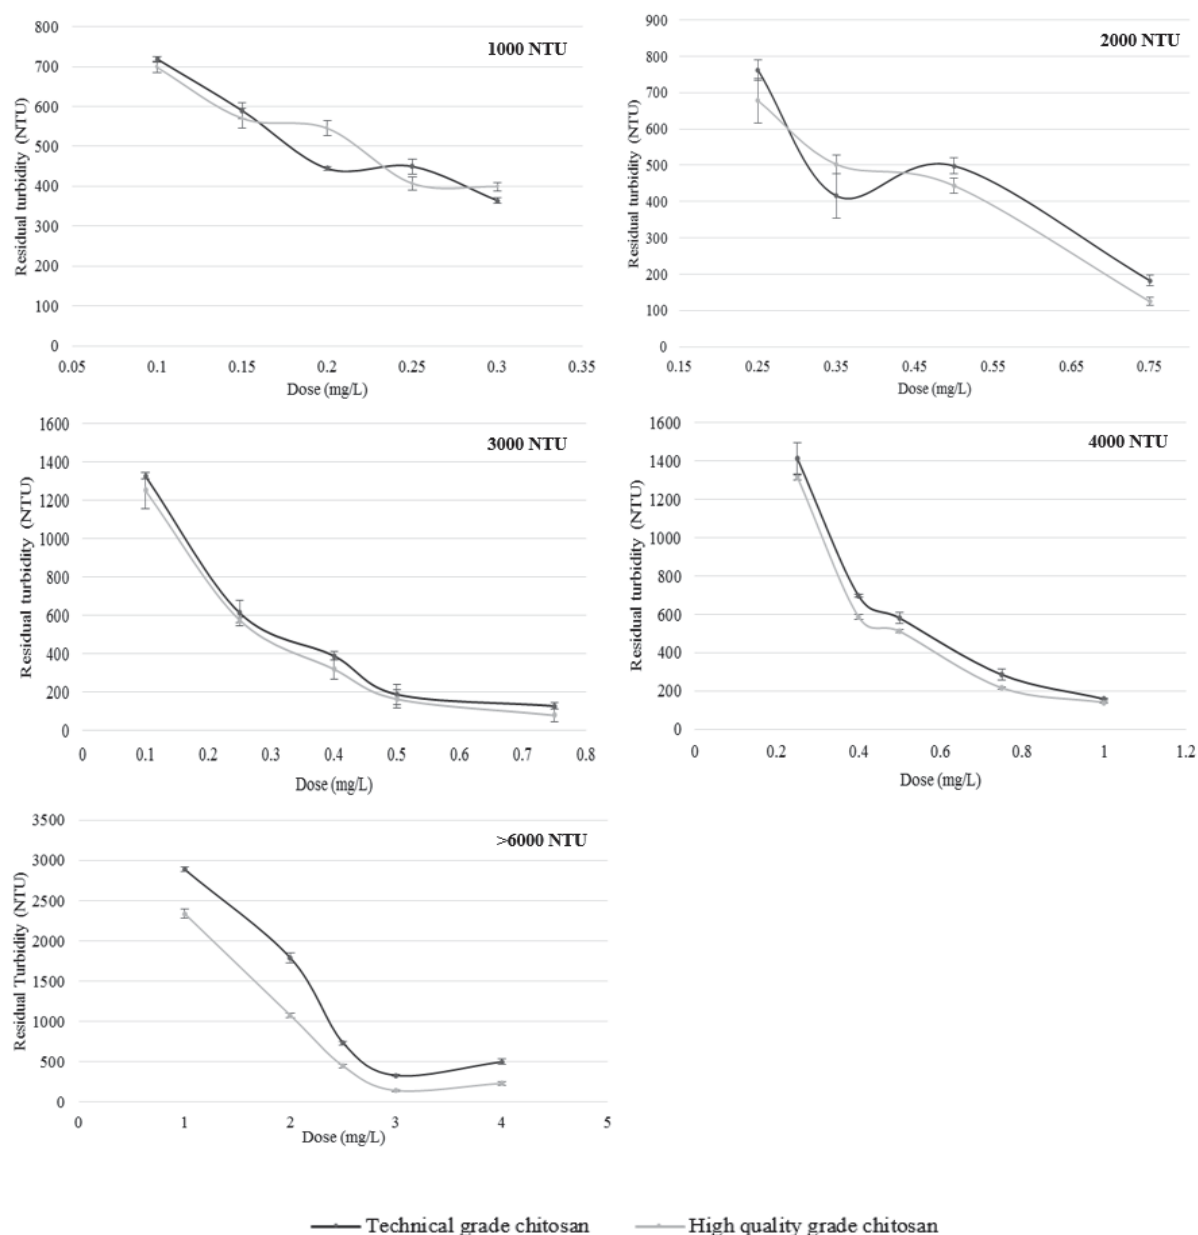 1000 NTU
Residual turbidity (NTU)
800
700
600
500
400
300
200
100
0
0.05 0.1 0.15 0.2 0.25 0.3 0.35
Dose (mg/L)
2000 NTU
Residual turbidity (NTU)
900
800
700
600
500
400
300
200
100
0
0.15 0.25 0.35 0.45 0.55 0.65 0.75
Dose (mg/L)
3000 NTU
Residual turbidity (NTU)
1600
1400
1200
1000
800
600
400
200
0
0 0.1 0.2 0.3 0.4 0.5 0.6 0.7 0.8
Dose (mg/L)
4000 NTU
Residual turbidity (NTU)
1600
1400
1200
1000
800
600
400
200
0
0 0.2 0.4 0.6 0.8 1 1.2
Dose (mg/L)
>6000 NTU
Residual Turbidity (NTU)
3500
3000
2500
2000
1500
1000
500
0
0 1 2 3 4 5
Dose (mg/L)
Technical grade chitosan High quality grade chitosan